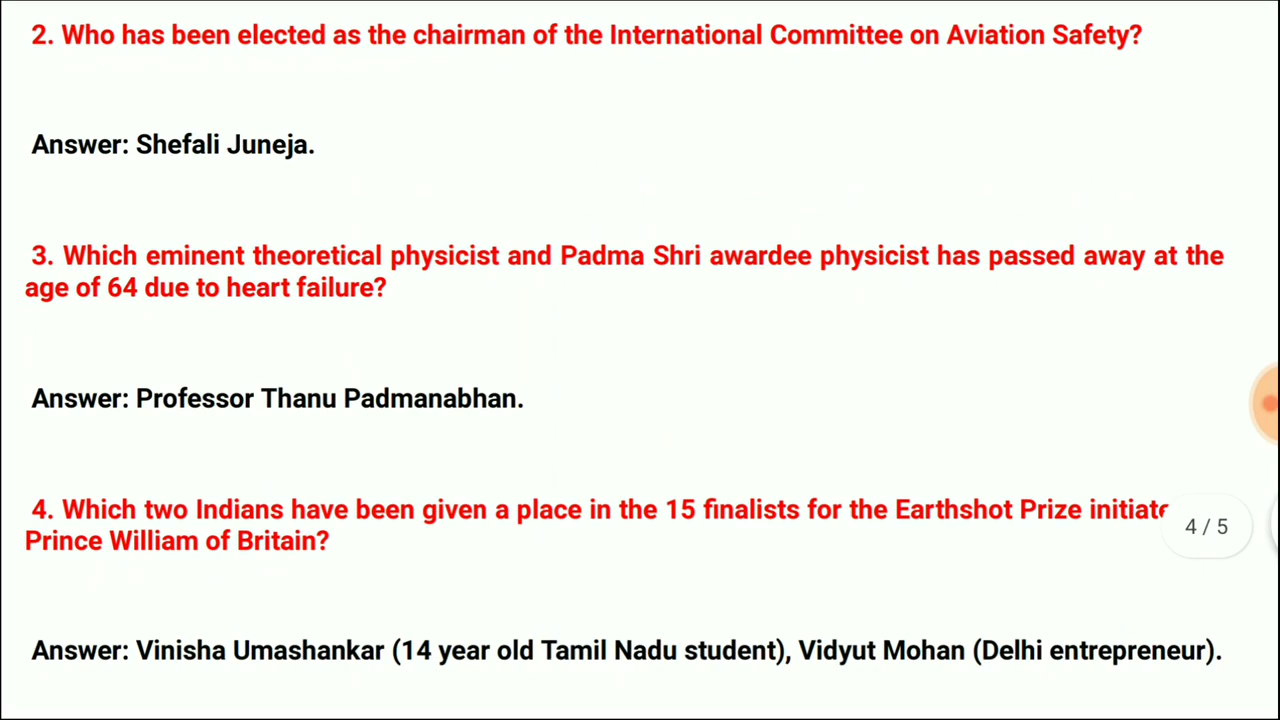 2. Who has been elected as the chairman of the International Committee on Aviation Safety?
Answer: Shefali Juneja.
3. Which eminent theoretical physicist and Padma Shri awardee physicist has passed away at the
age of 64 due to heart failure?
Answer: Professor Thanu Padmanabhan.
4. Which two Indians have been given a place in the 15 finalists for the Earthshot Prize
Prince William of Britain?
4 / 5
Answer: Vinisha Umashankar (14 year old Tamil Nadu student), Vidyut Mohan (Delhi entrepreneur).